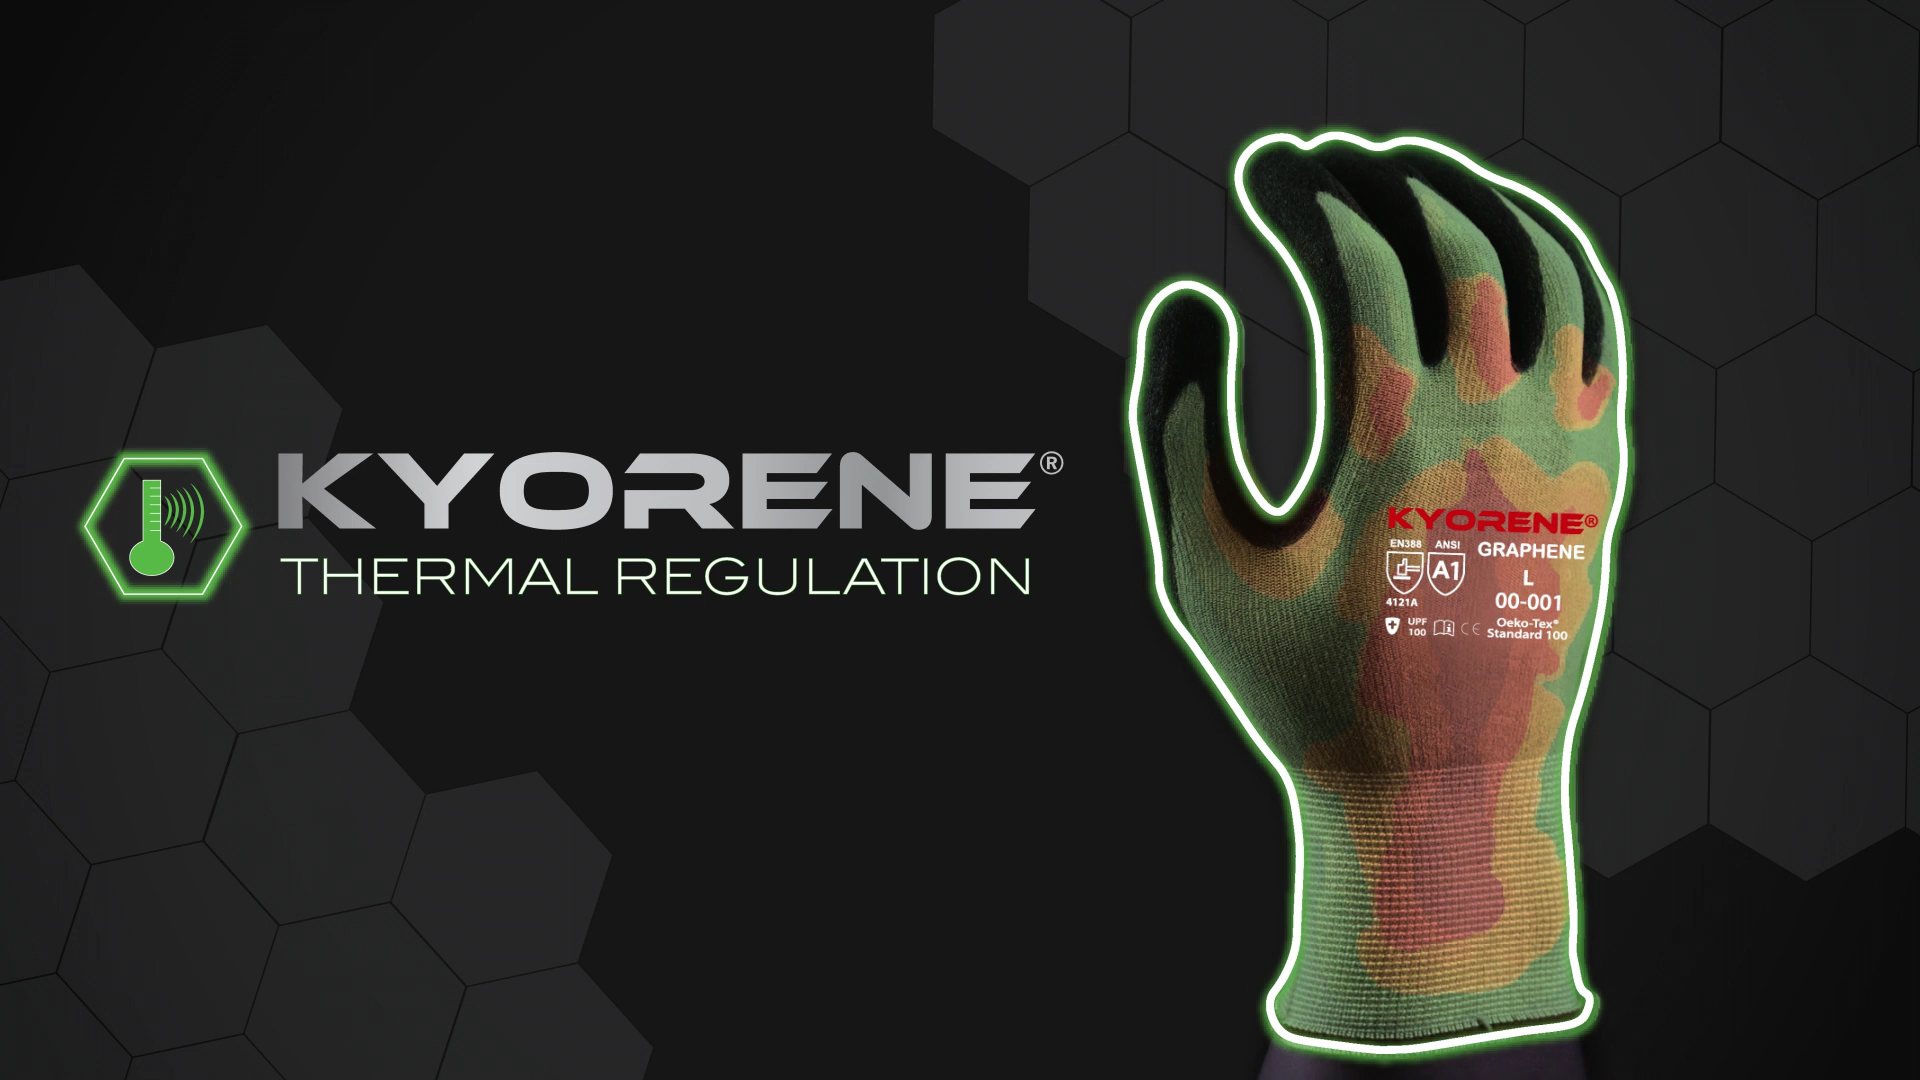 KYORENE®
THERMAL REGULATION
KYORENE®
EN388 ANSI GRAPHENE
A1 L
4121A 00-001
UPF 100 CE Oeko-Tex® Standard 100